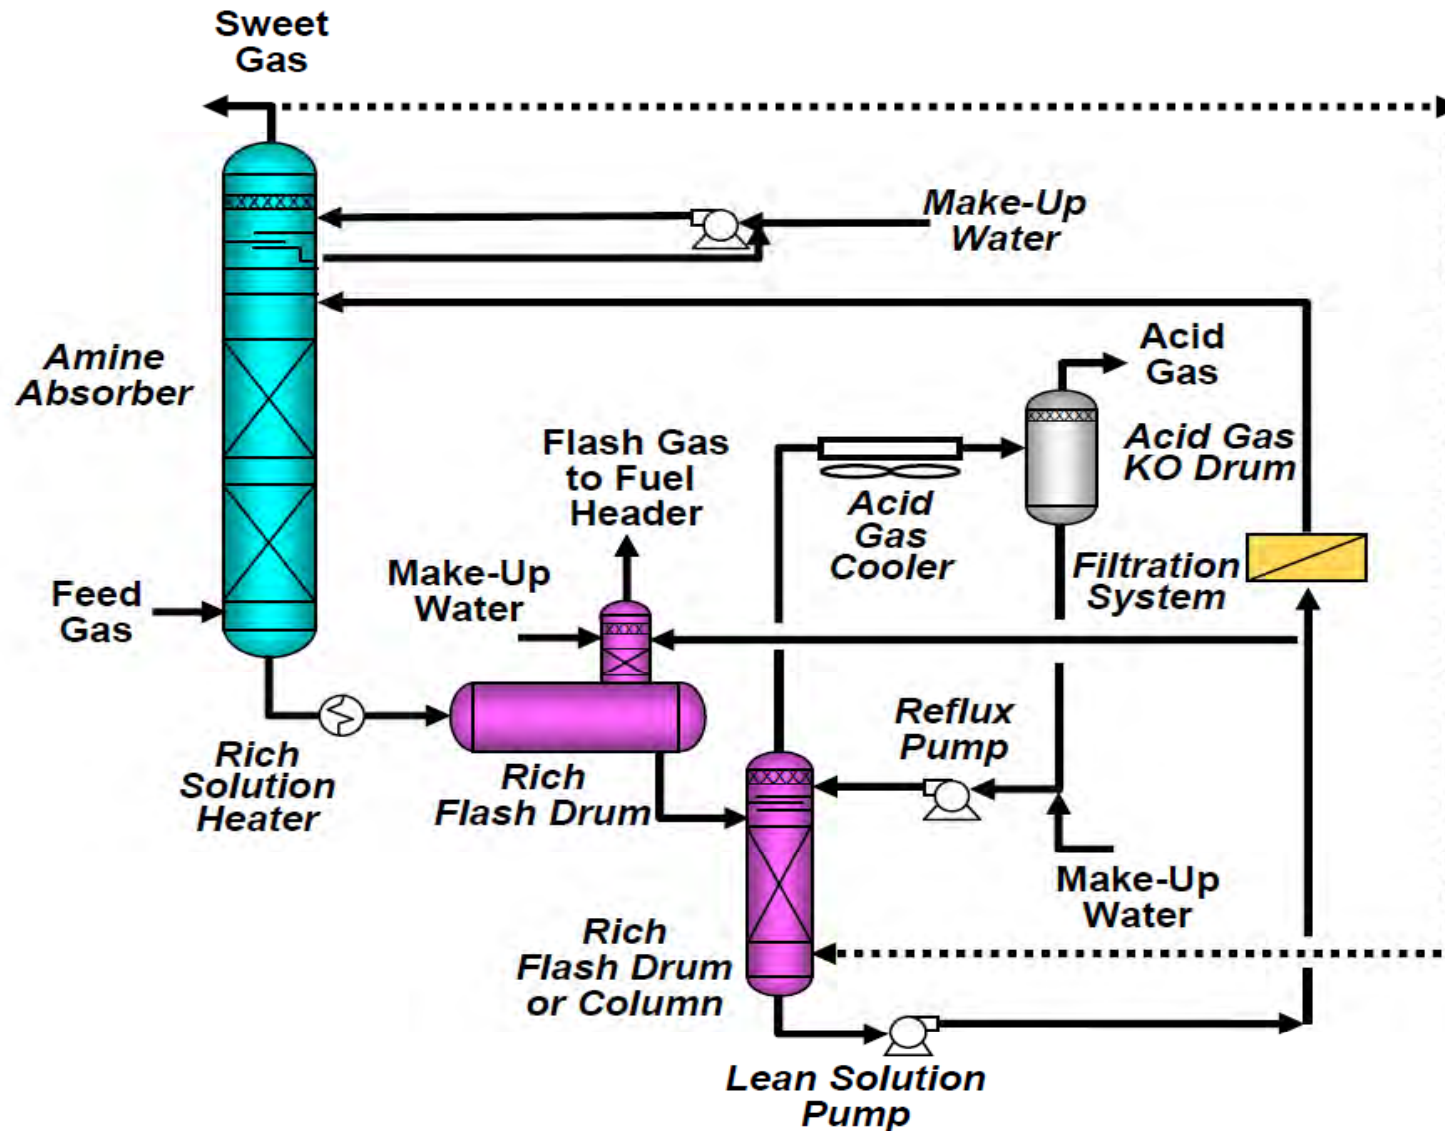 Sweet
Gas
Make-Up
Water
Amine
Absorber
Acid
Gas
Flash Gas
to Fuel
Header
Acid Gas
KO Drum
Acid
Gas
Cooler
Make-Up
Water
Filtration
System
Feed
Gas
Rich
Solution
Heater
Rich
Flash Drum
Reflux
Pump
Make-Up
Water
Rich
Flash Drum
or Column
Lean Solution
Pump